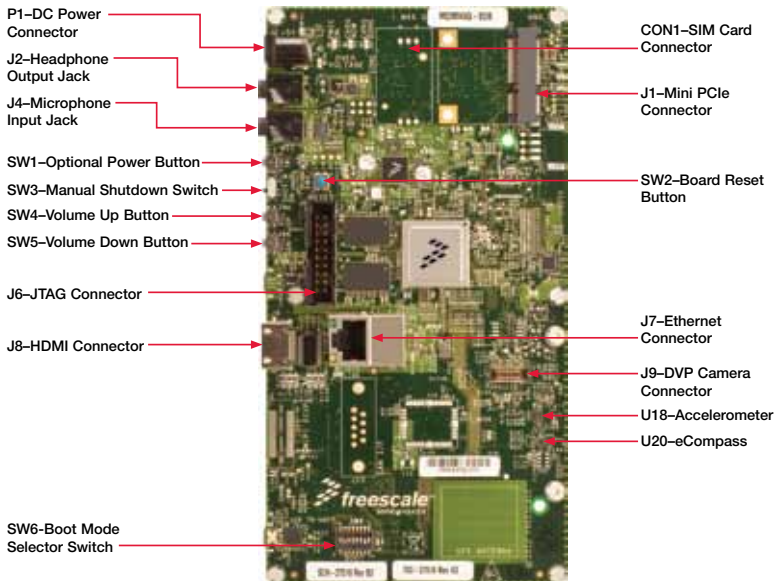 P1–DC Power
Connector
J2–Headphone
Output Jack
J4–Microphone
Input Jack
SW1–Optional Power Button
SW3–Manual Shutdown Switch
SW4–Volume Up Button
SW5–Volume Down Button
J6–JTAG Connector
J8–HDMI Connector
SW6-Boot Mode
Selector Switch
CON1–SIM Card
Connector
J1–Mini PCIe
Connector
SW2–Board Reset
Button
J7–Ethernet
Connector
J9–DVP Camera
Connector
U18–Accelerometer
U20–eCompass
freescale
GPS ANTENNA